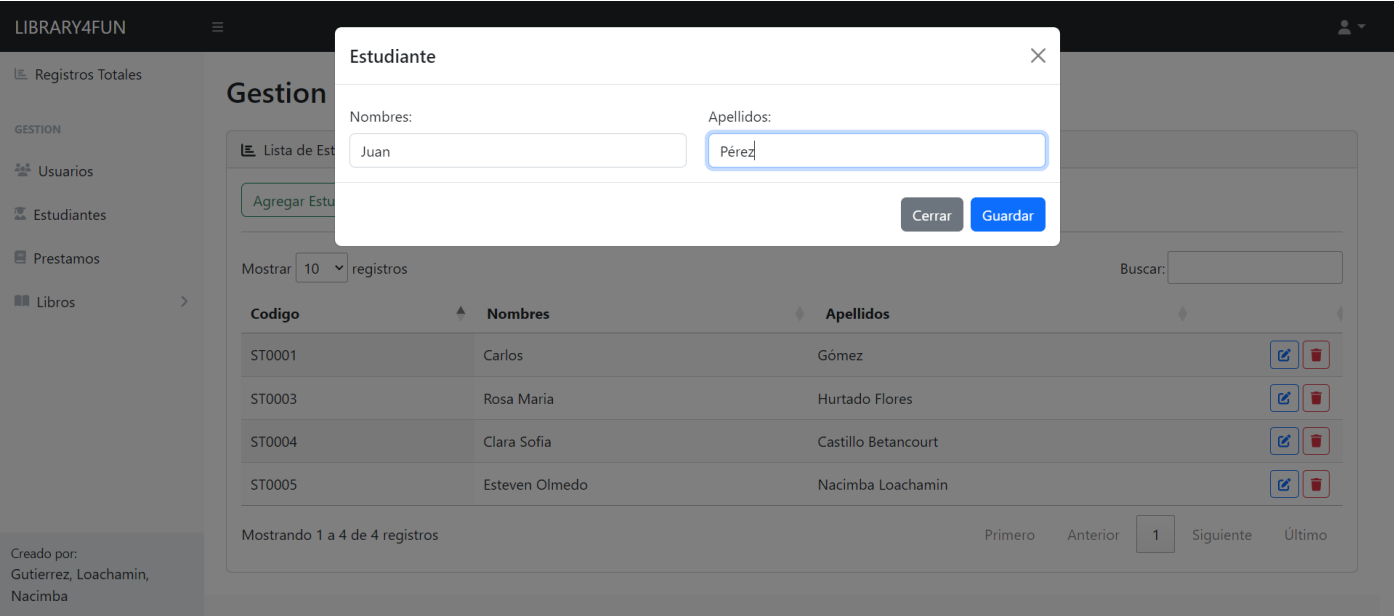 LIBRARY4FUN
Estudiante
Registros Totales
Gestion
Nombres:
Apellidos:
GESTION
Lista de Est
Juan
Pérez
Usuarios
Agregar Estu
Cerrar
Guardar
Estudiantes
Prestamos
Mostrar 10 registros
Buscar:
Libros
Codigo Nombres Apellidos
ST0001 Carlos Gómez
ST0003 Rosa Maria Hurtado Flores
ST0004 Clara Sofia Castillo Betancourt
ST0005 Esteven Olmedo Nacimba Loachamin
Mostrando 1 a 4 de 4 registros
Primero Anterior 1 Siguiente Último
Creado por:
Gutierrez, Loachamin,
Nacimba